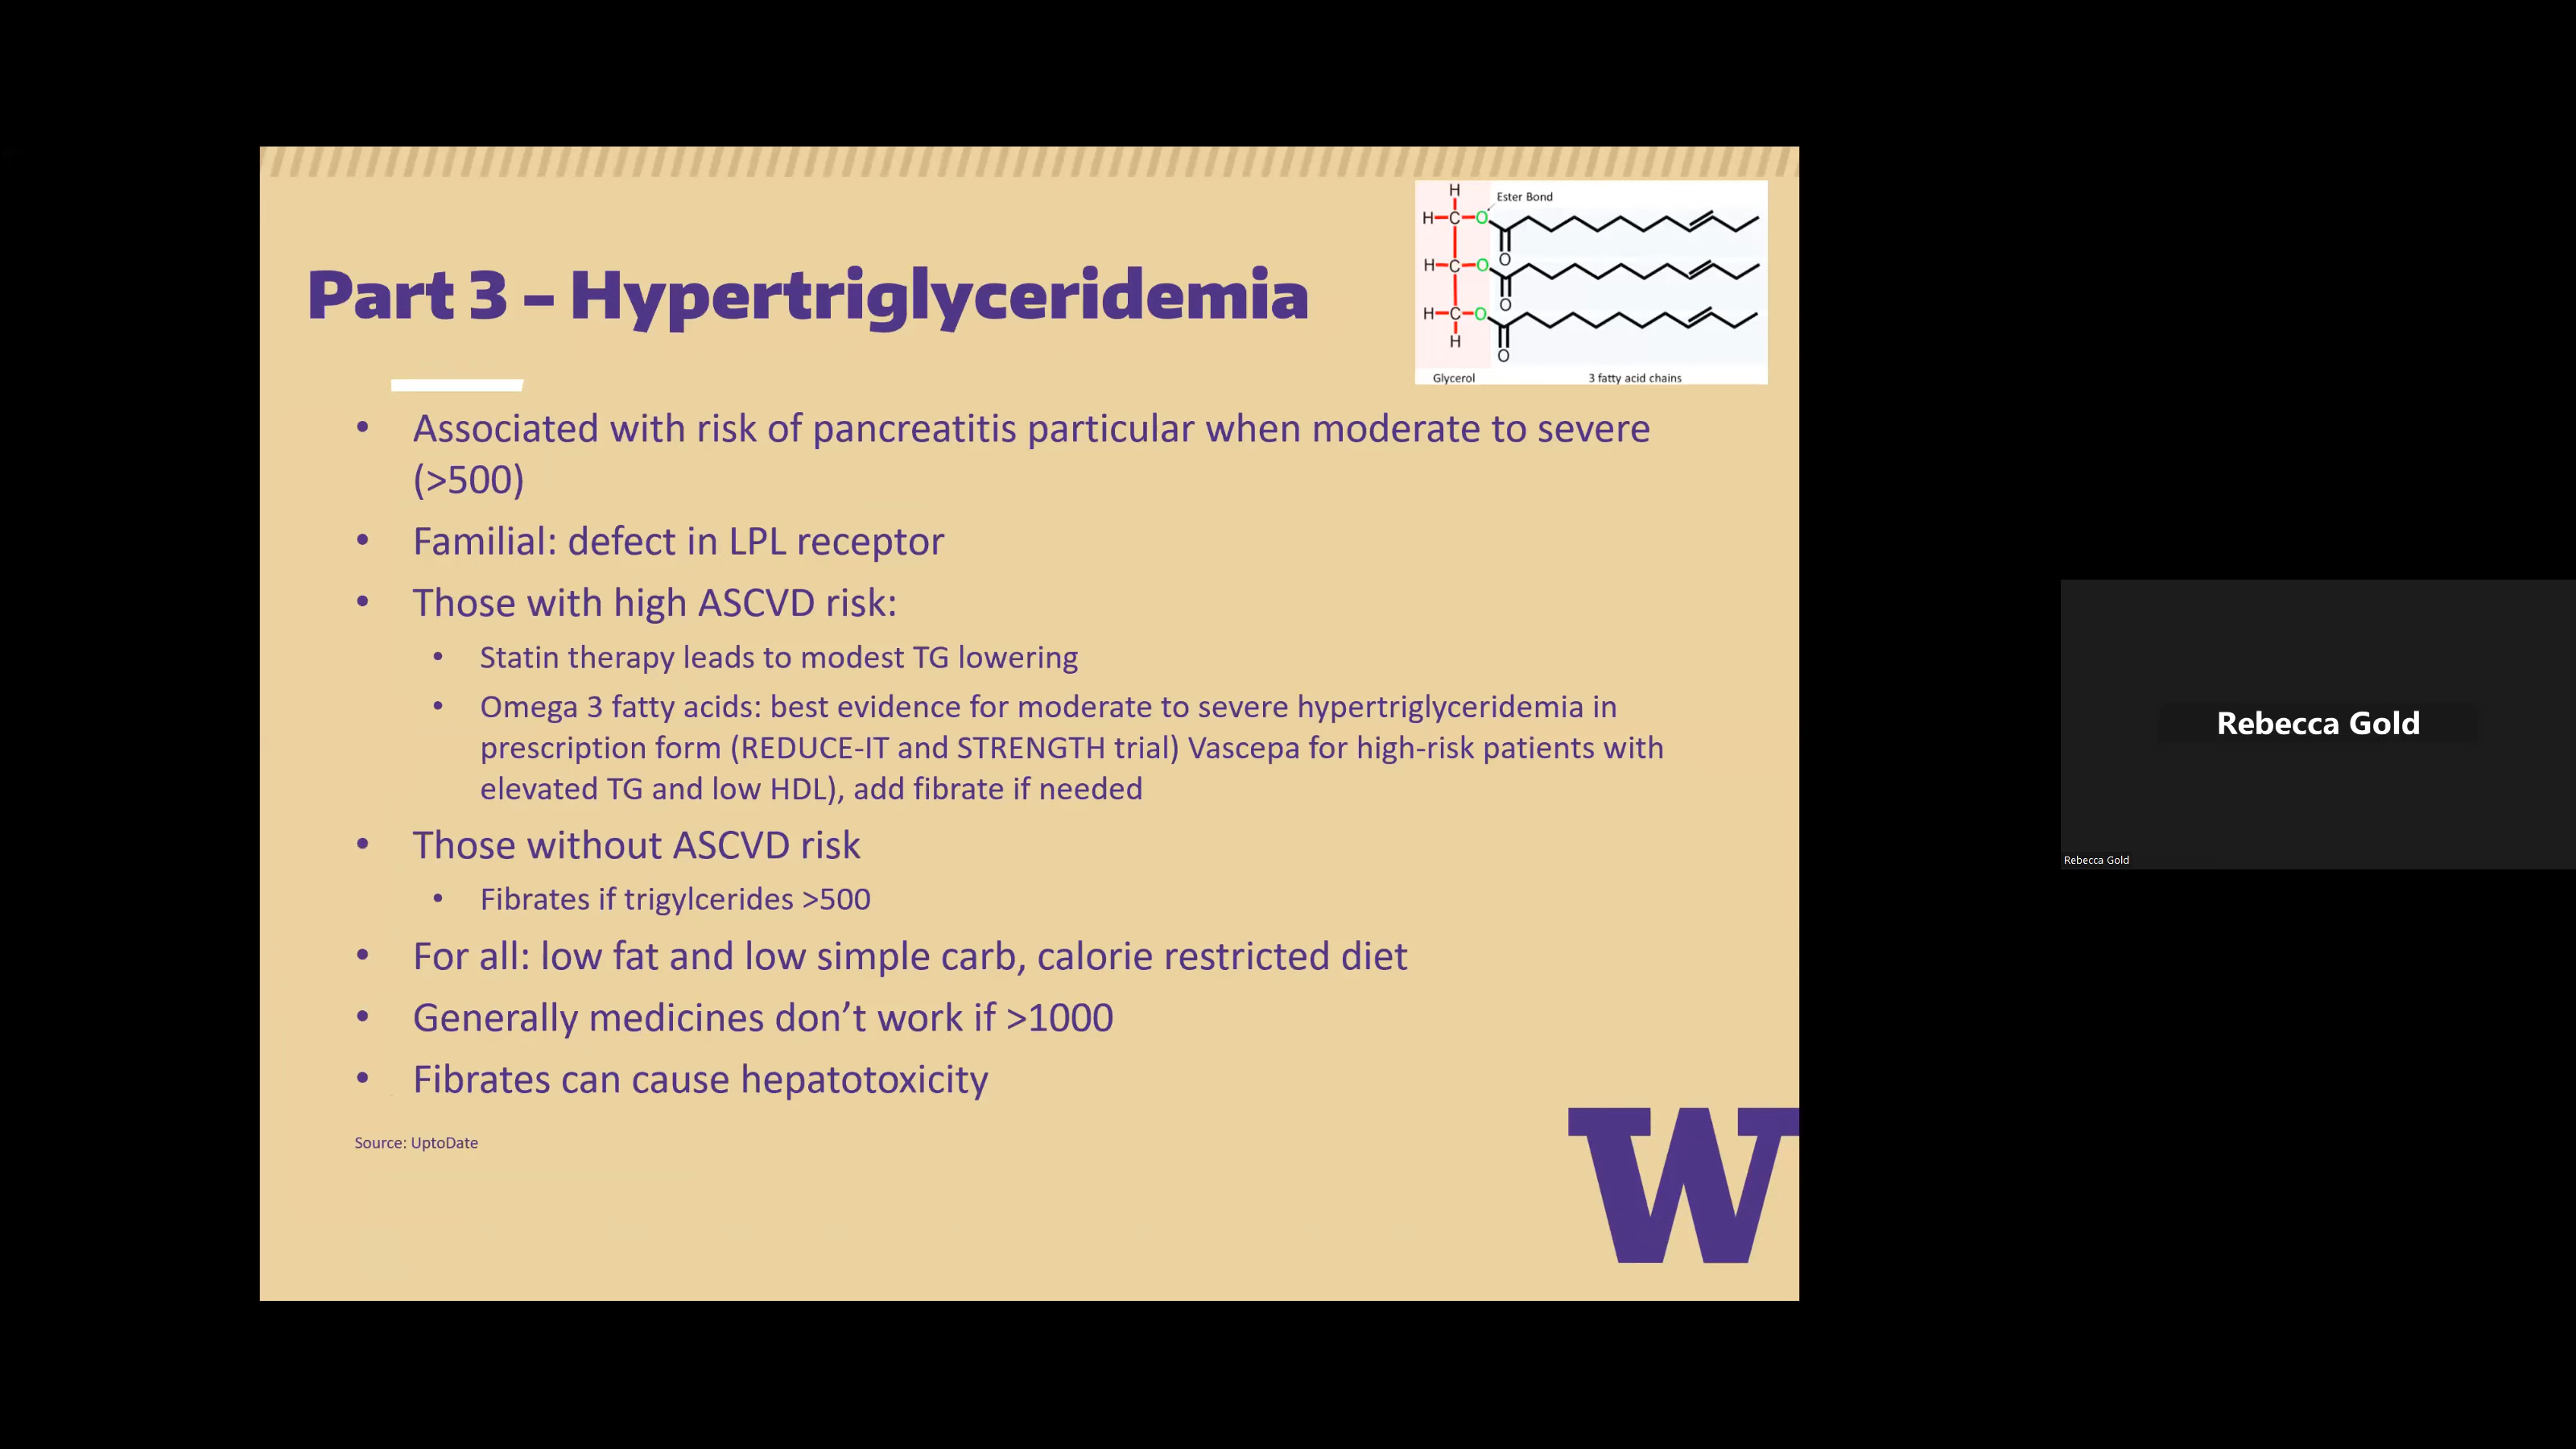 Part 3 – Hypertriglyceridemia
H
Ester Bond
H C O
O
H C O
O
H C O
H
O
Glycerol 3 fatty acid chains
• Associated with risk of pancreatitis particular when moderate to severe
(>500)
• Familial: defect in LPL receptor
• Those with high ASCVD risk:
• Statin therapy leads to modest TG lowering
• Omega 3 fatty acids: best evidence for moderate to severe hypertriglyceridemia in
prescription form (REDUCE-IT and STRENGTH trial) Vascepa for high-risk patients with
elevated TG and low HDL), add fibrate if needed
• Those without ASCVD risk
• Fibrates if trigylcerides >500
• For all: low fat and low simple carb, calorie restricted diet
• Generally medicines don’t work if >1000
• Fibrates can cause hepatotoxicity
Source: UptoDate
W
Rebecca Gold
Rebecca Gold